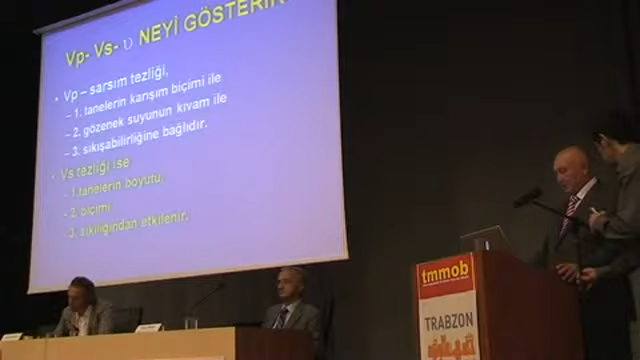 Vp- Vs- υ NEYİ GÖSTERİR
• Vp – sarsım tezliği,
– 1. tanelerin karışım biçimi ile
– 2. gözenek suyunun kıvam ile
– 3. sıkışabilirliğine bağlıdır.
• Vs tezliği ise
– 1.tanelerin boyutu,
– 2. biçimi
– 3. sıkılığından etkilenir.
tmmob
TRABZON